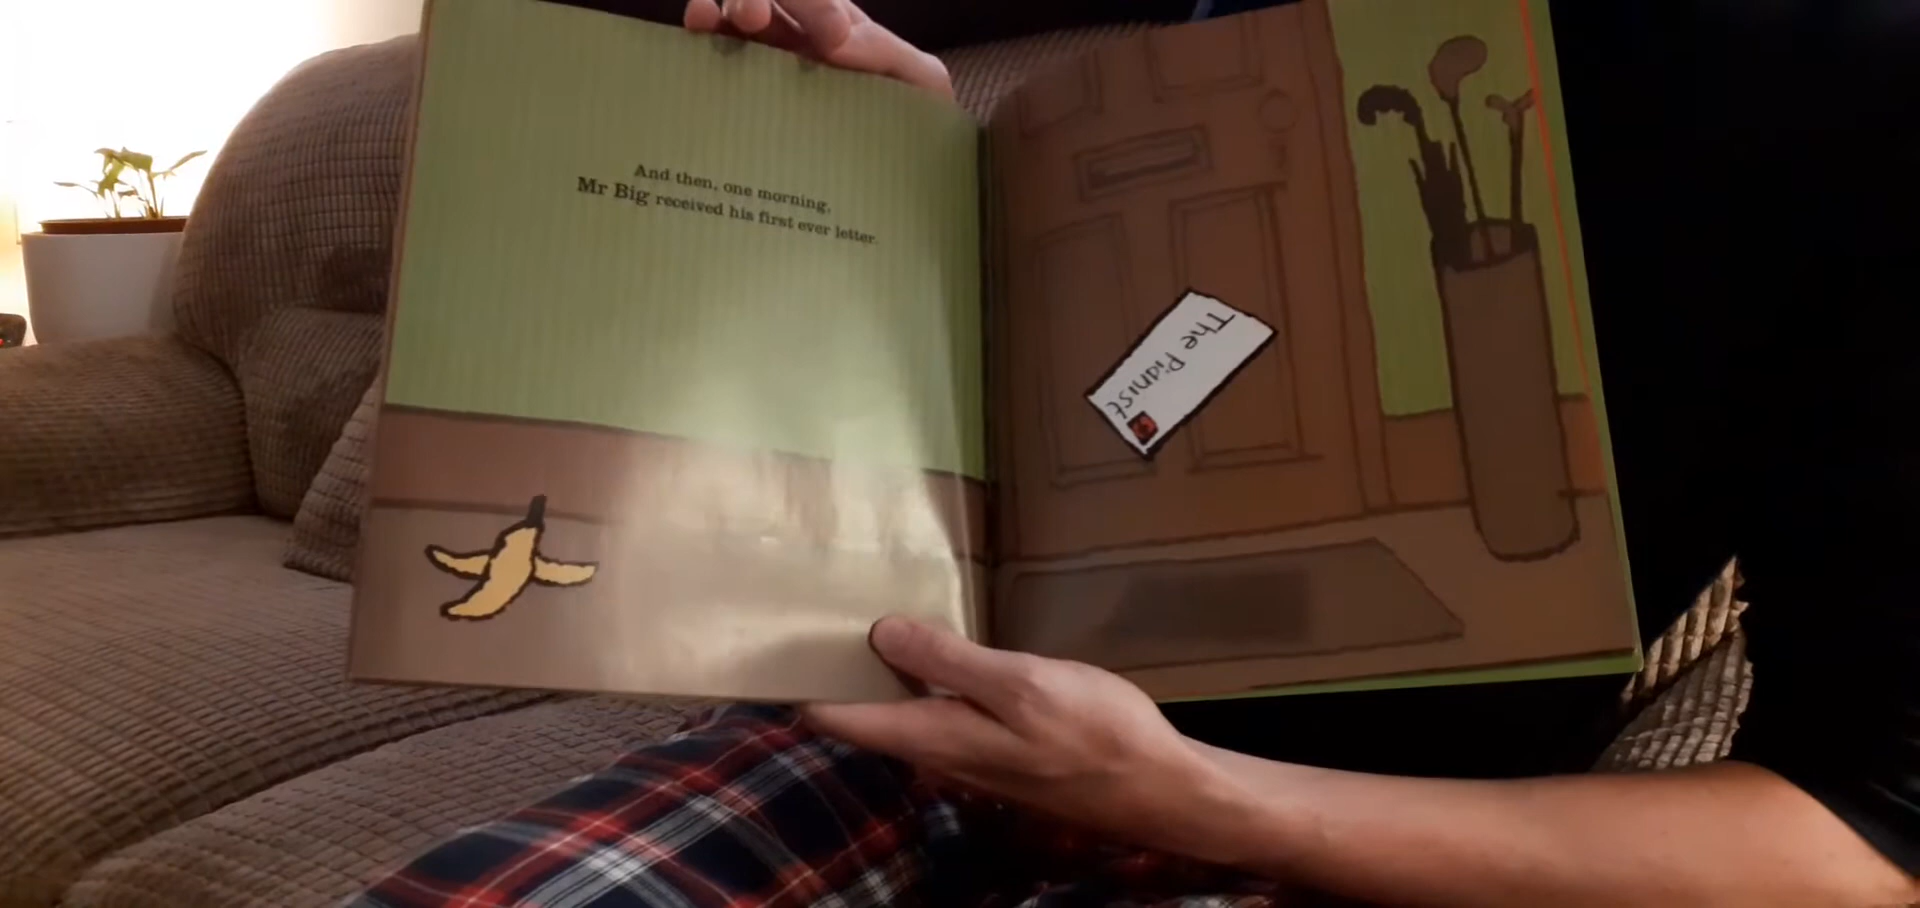 And then, one morning,
Mr Big received his first ever letter.
The Pianist